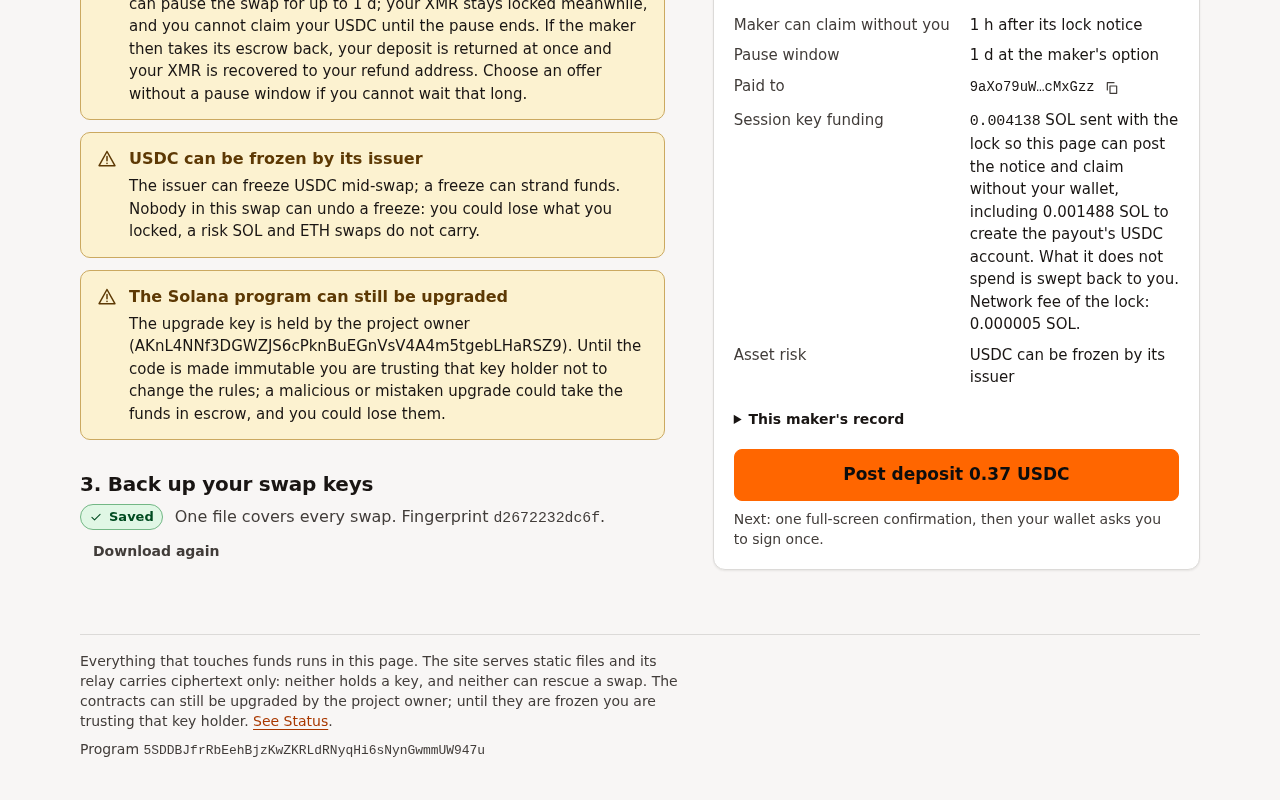 can pause the swap for up to 1 d; your XMR stays locked meanwhile,
and you cannot claim your USDC until the pause ends. If the maker
then takes its escrow back, your deposit is returned at once and
your XMR is recovered to your refund address. Choose an offer
without a pause window if you cannot wait that long.
USDC can be frozen by its issuer
The issuer can freeze USDC mid-swap; a freeze can strand funds.
Nobody in this swap can undo a freeze: you could lose what you
locked, a risk SOL and ETH swaps do not carry.
The Solana program can still be upgraded
The upgrade key is held by the project owner
(AKnL4NNf3DGWZJS6cPknBuEGnVsV4A4m5tgebLHaRSZ9). Until the
code is made immutable you are trusting that key holder not to
change the rules; a malicious or mistaken upgrade could take the
funds in escrow, and you could lose them.
3. Back up your swap keys
Saved One file covers every swap. Fingerprint d2672232dc6f.
Download again
Maker can claim without you 1 h after its lock notice
Pause window 1 d at the maker's option
Paid to 9aXo79uW…cMxGzz
Session key funding 0.004138 SOL sent with the
lock so this page can post
the notice and claim
without your wallet,
including 0.001488 SOL to
create the payout's USDC
account. What it does not
spend is swept back to you.
Network fee of the lock:
0.000005 SOL.
Asset risk USDC can be frozen by its
issuer
This maker's record
Post deposit 0.37 USDC
Next: one full-screen confirmation, then your wallet asks you
to sign once.
Everything that touches funds runs in this page. The site serves static files and its
relay carries ciphertext only: neither holds a key, and neither can rescue a swap. The
contracts can still be upgraded by the project owner; until they are frozen you are
trusting that key holder. See Status.
Program 5SDDBJfrRbEehBjzKwZKRLdRNyqHi6sNynGwmmUW947u